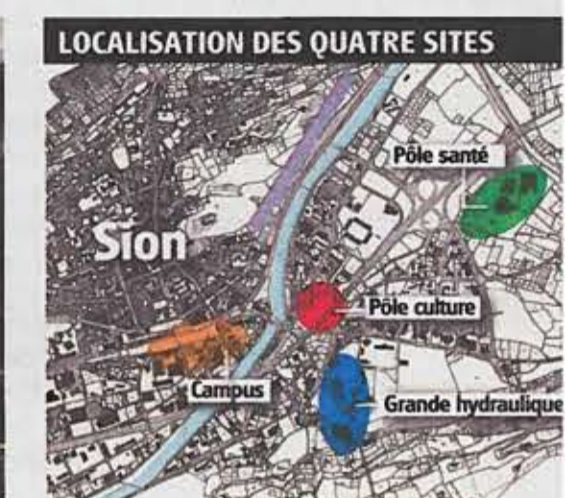 LOCALISATION DES QUATRE SITES
Pôle santé
Sion
Pôle culture
Campus
Grande hydraulique